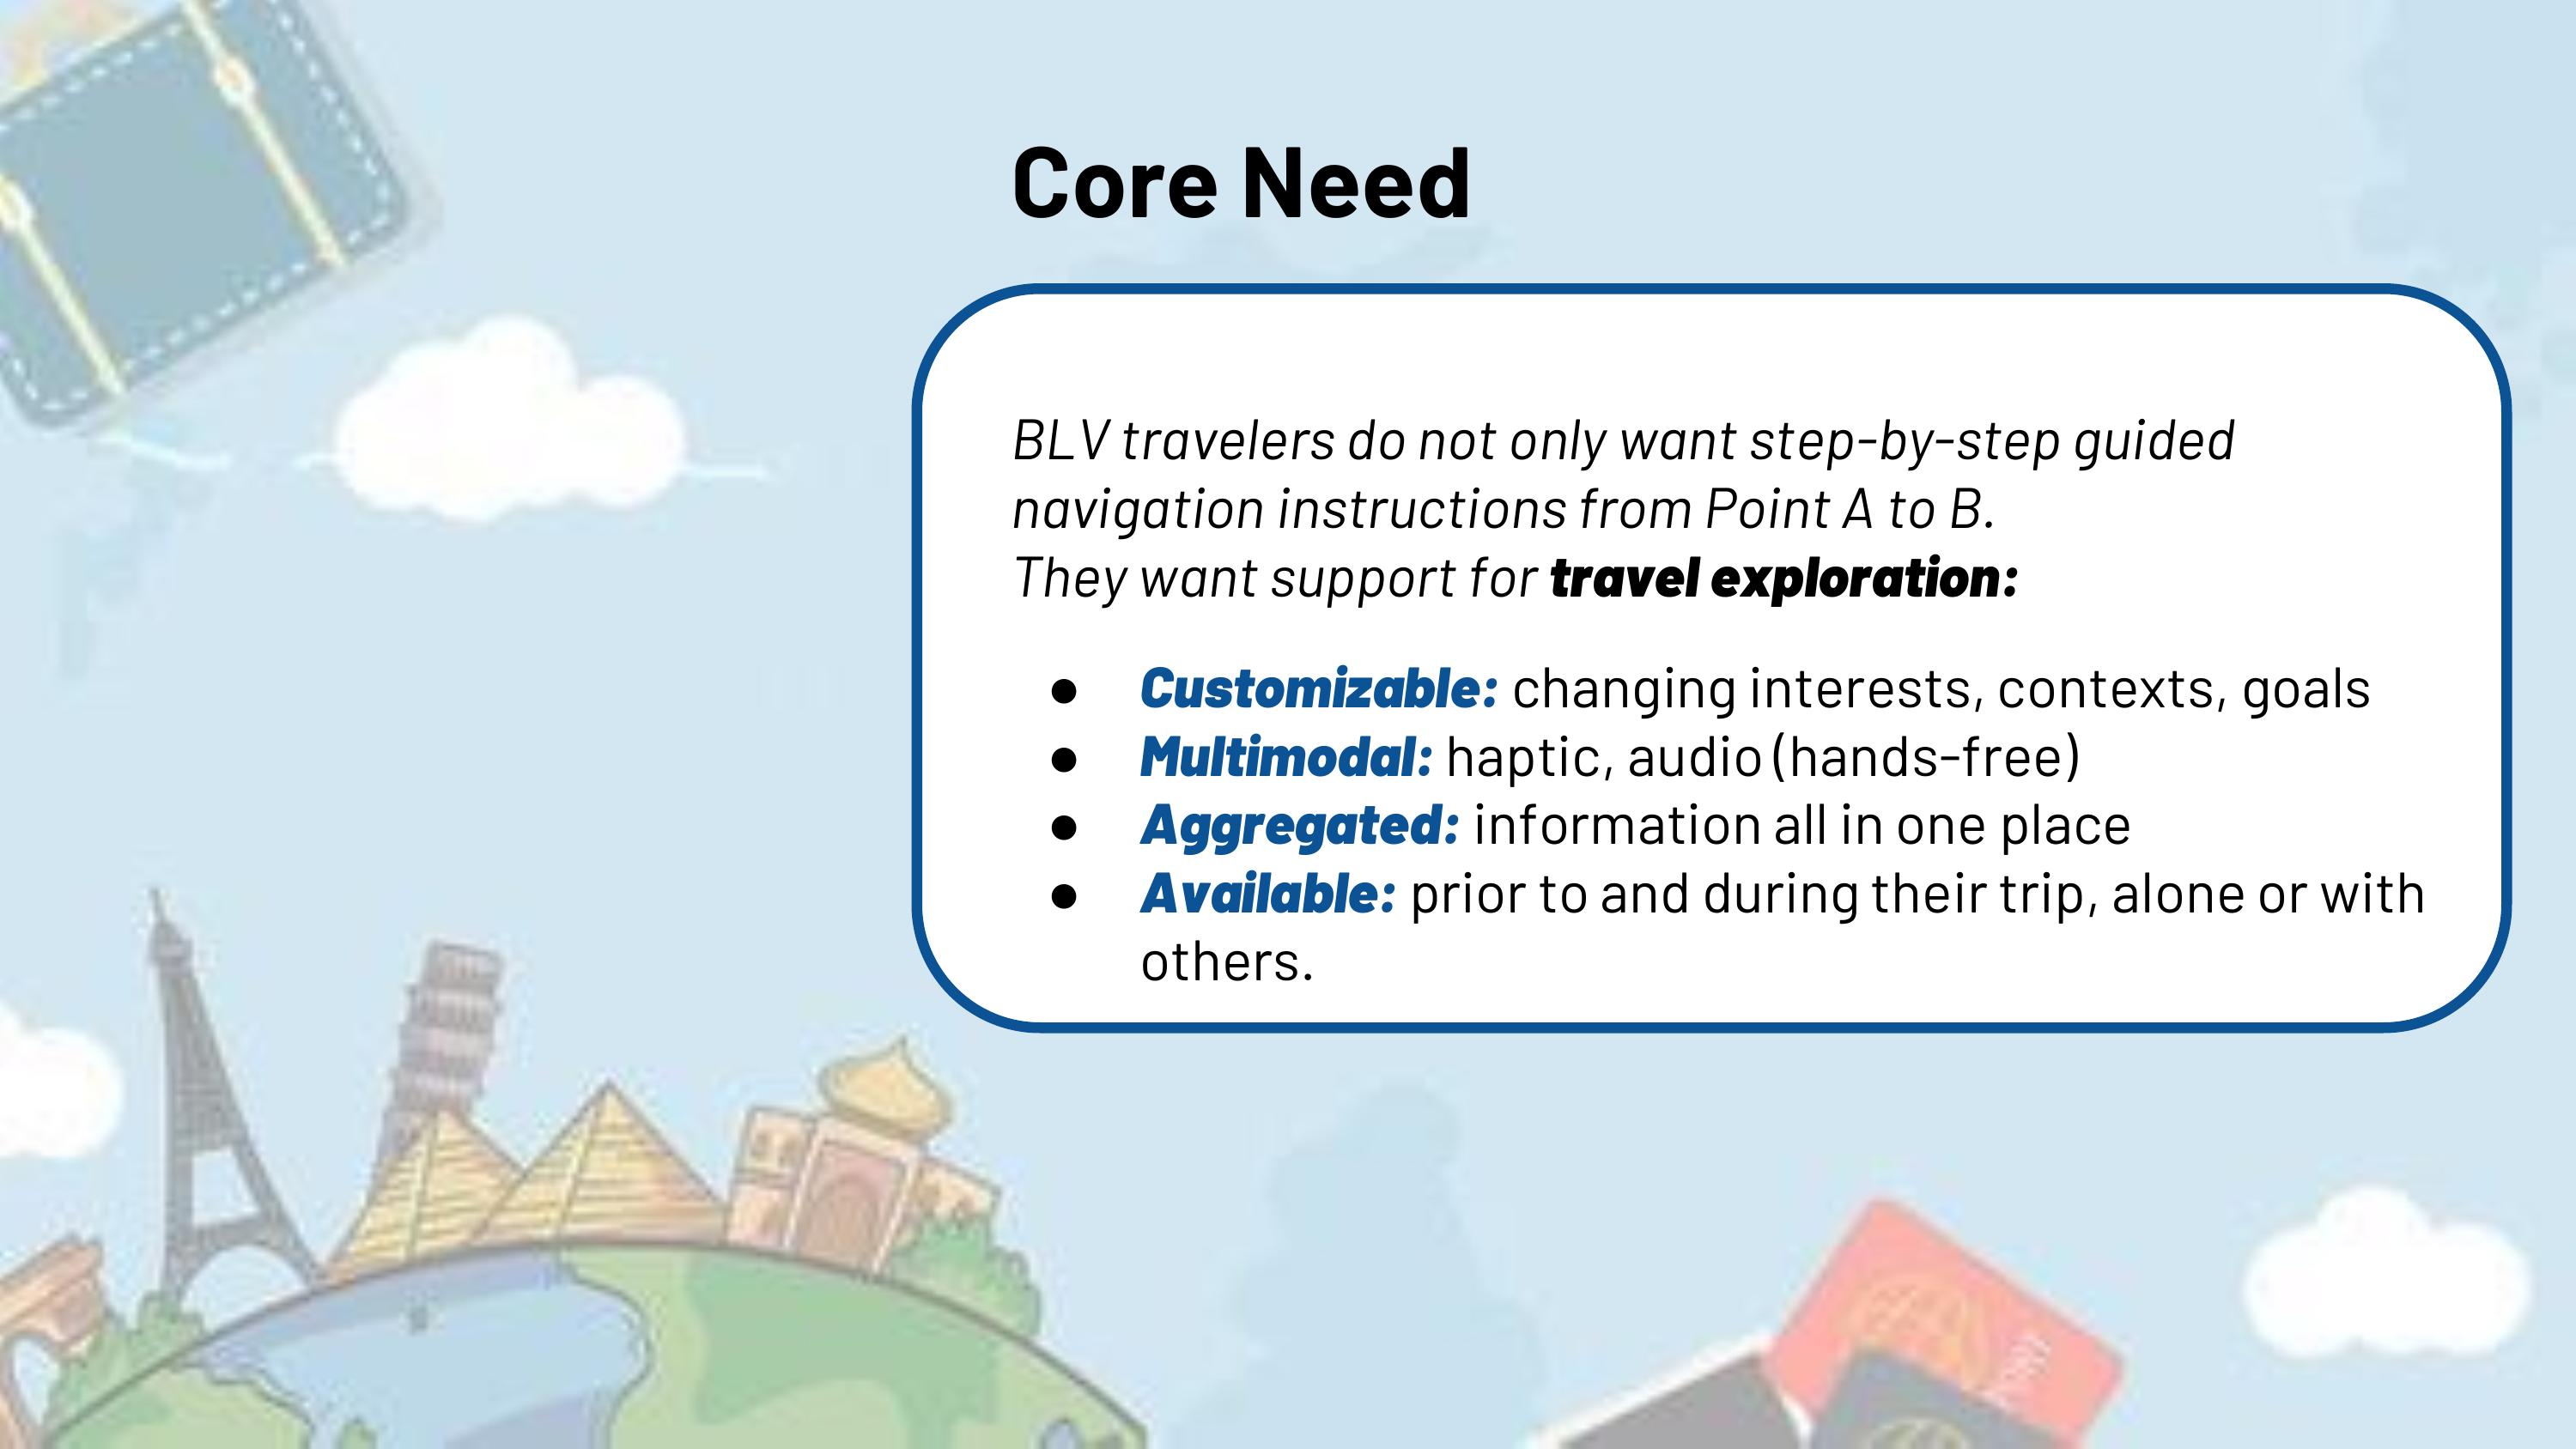 Core Need
BLV travelers do not only want step-by-step guided
navigation instructions from Point A to B.
They want support for travel exploration:
● Customizable: changing interests, contexts, goals
● Multimodal: haptic, audio (hands-free)
● Aggregated: information all in one place
● Available: prior to and during their trip, alone or with
others.